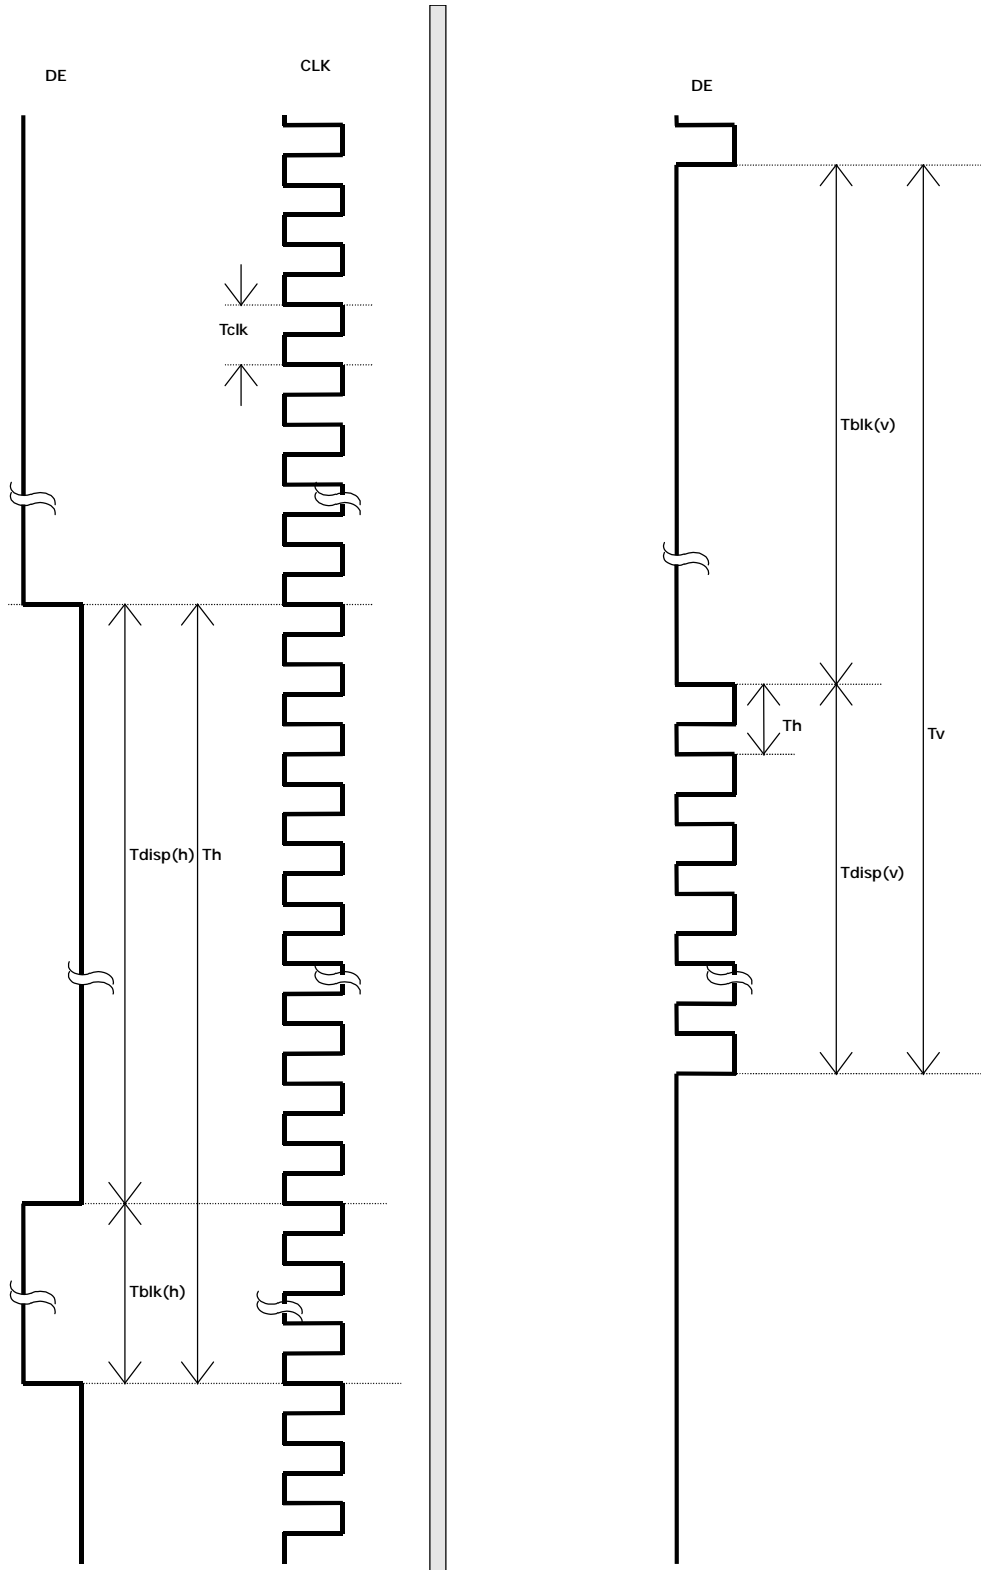 DE
CLK
Tclk
Tdisp(h)
Th
Tblk(h)
DE
Tblk(v)
Th
Tv
Tdisp(v)